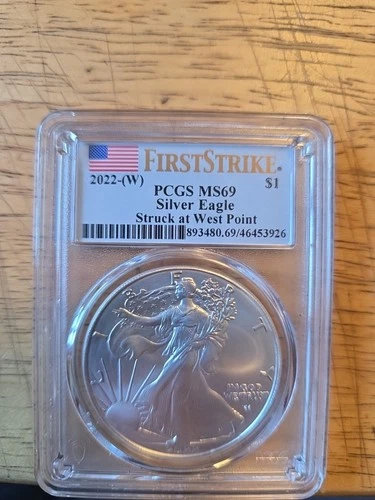 FIRSTSTRIKE®
2022-(W) $1
PCGS MS69
Silver Eagle
Struck at West Point
893480.69/46453926
IN GOD
WE TRUST